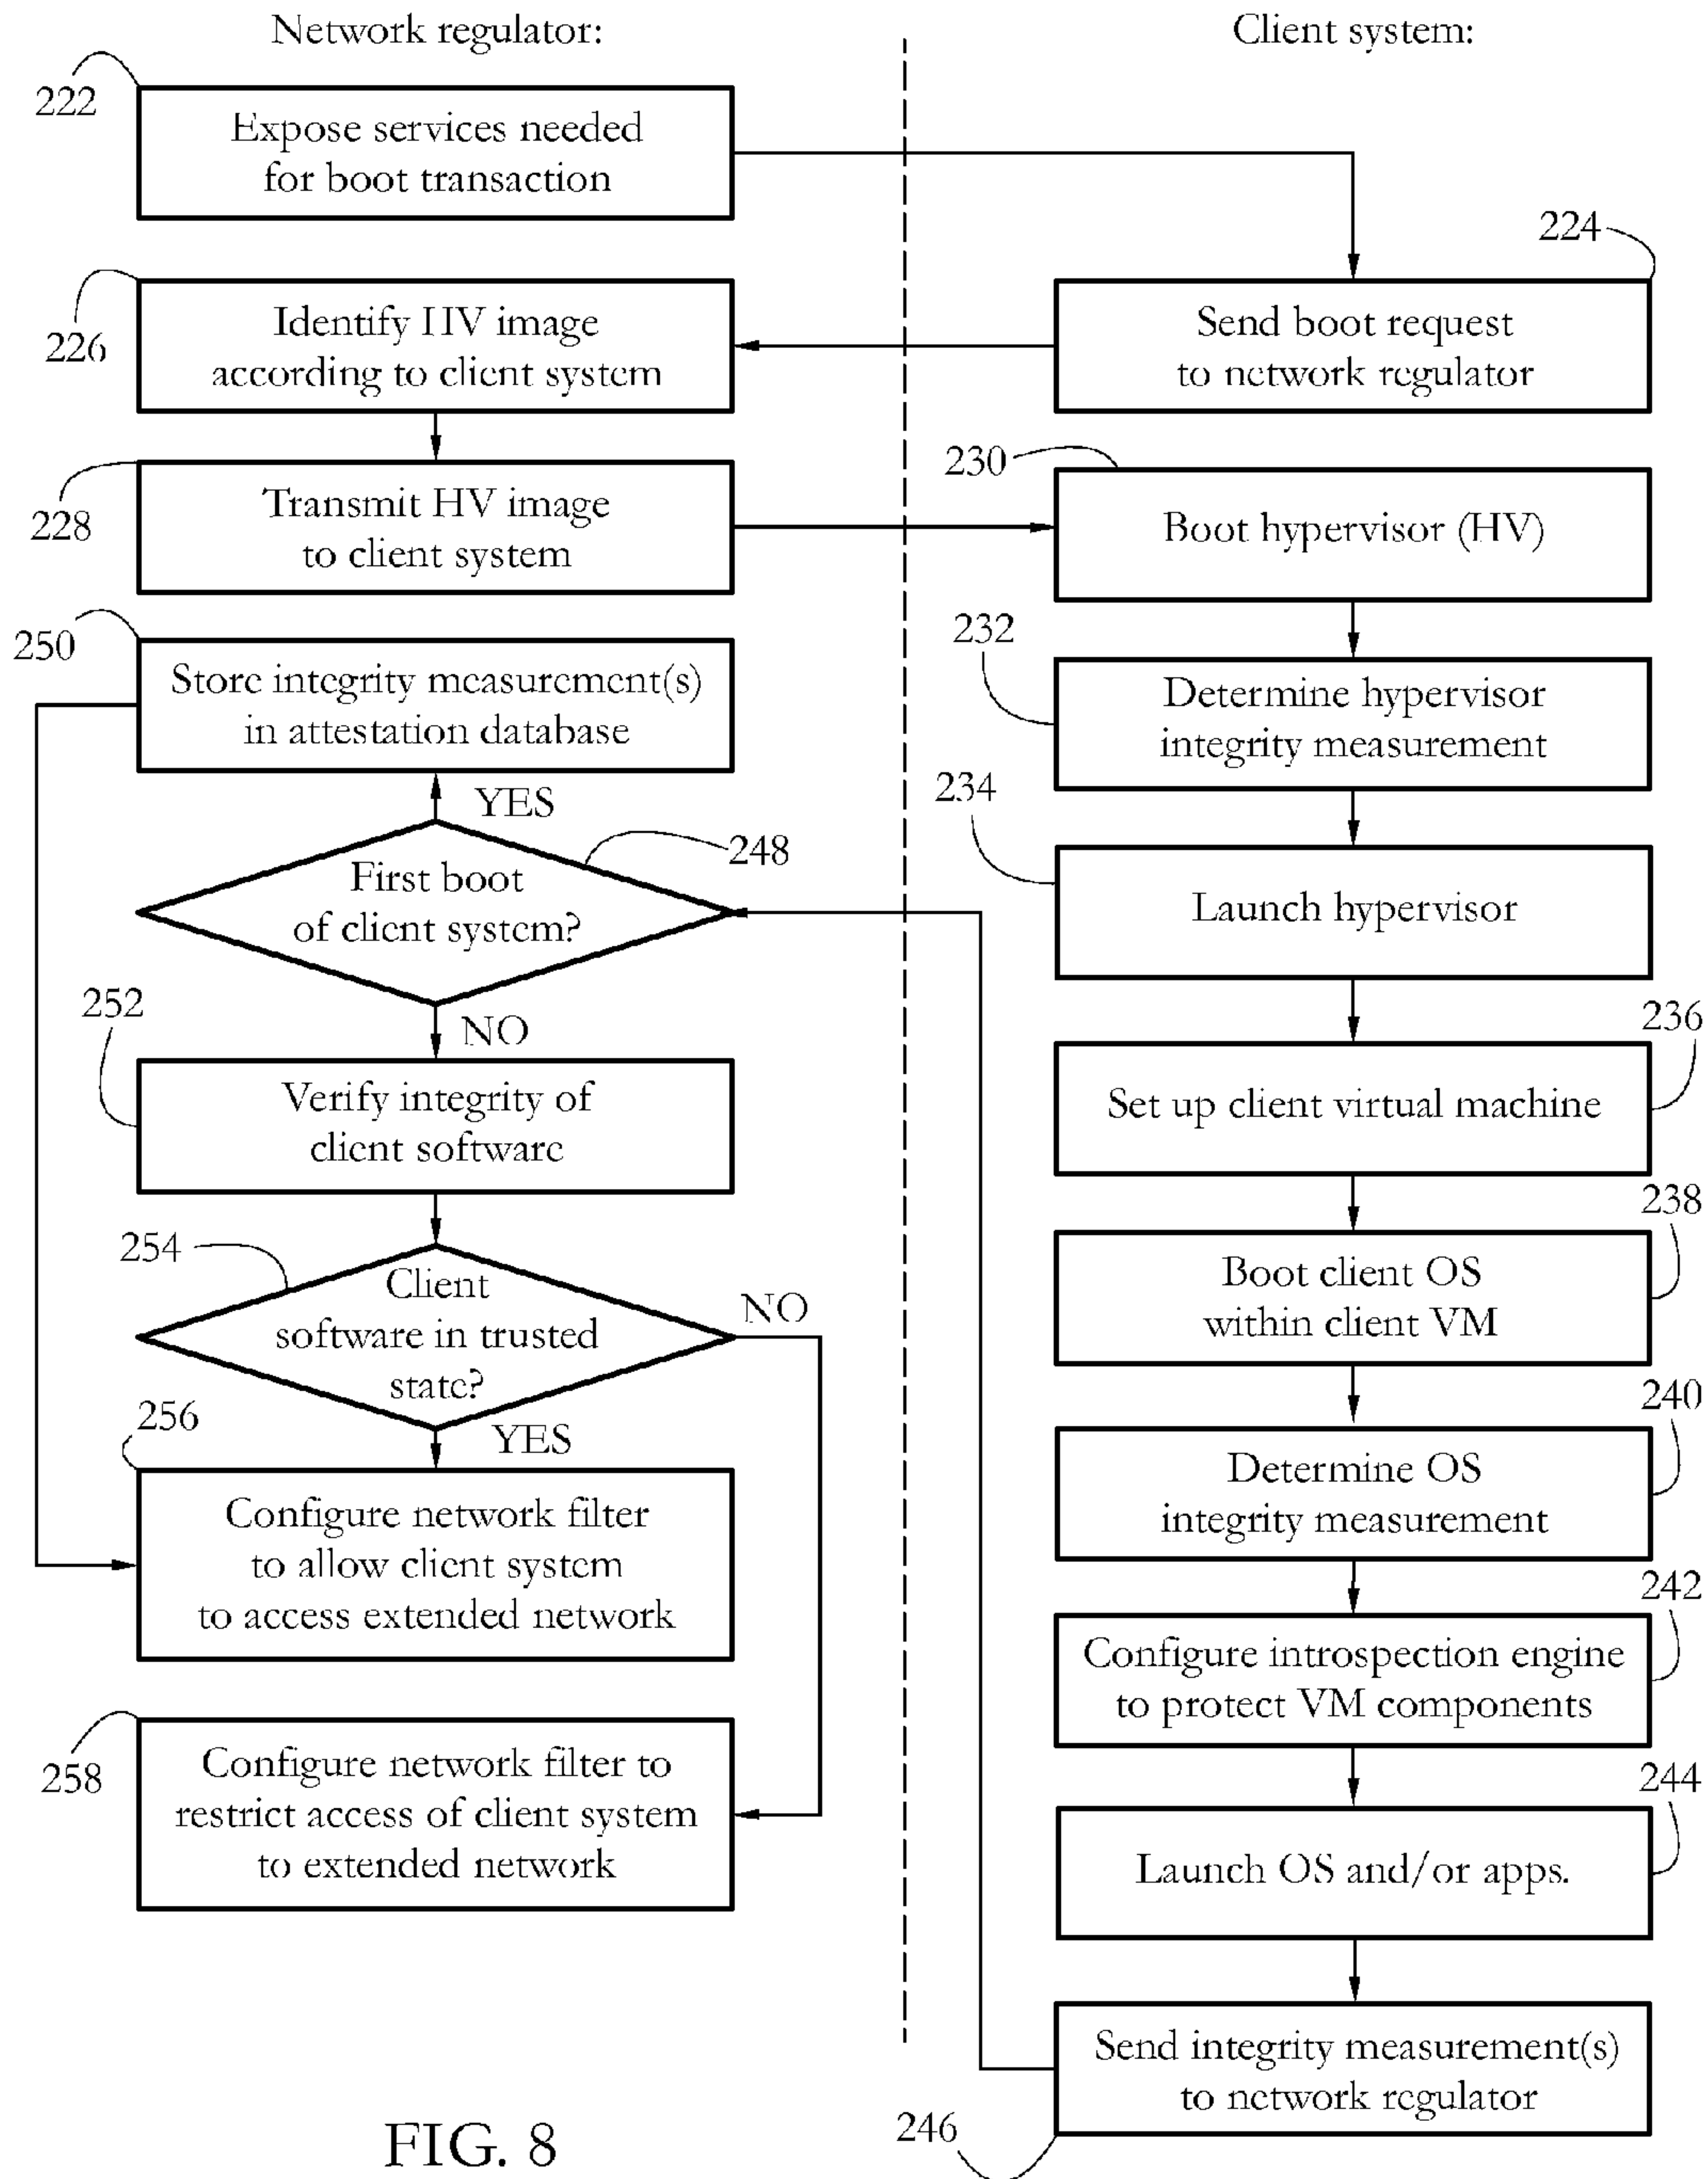 Network regulator:
Client system:
222
Expose services needed
for boot transaction
224
Send boot request
to network regulator
226
Identify HV image
according to client system
228
Transmit HV image
to client system
230
Boot hypervisor (HV)
232
Determine hypervisor
integrity measurement
234
Launch hypervisor
236
Set up client virtual machine
238
Boot client OS
within client VM
240
Determine OS
integrity measurement
242
Configure introspection engine
to protect VM components
244
Launch OS and/or apps.
246
Send integrity measurement(s)
to network regulator
250
Store integrity measurement(s)
in attestation database
YES
248
First boot
of client system?
NO
252
Verify integrity of
client software
254
Client
software in trusted
state?
NO
YES
256
Configure network filter
to allow client system
to access extended network
258
Configure network filter to
restrict access of client system
to extended network
FIG. 8